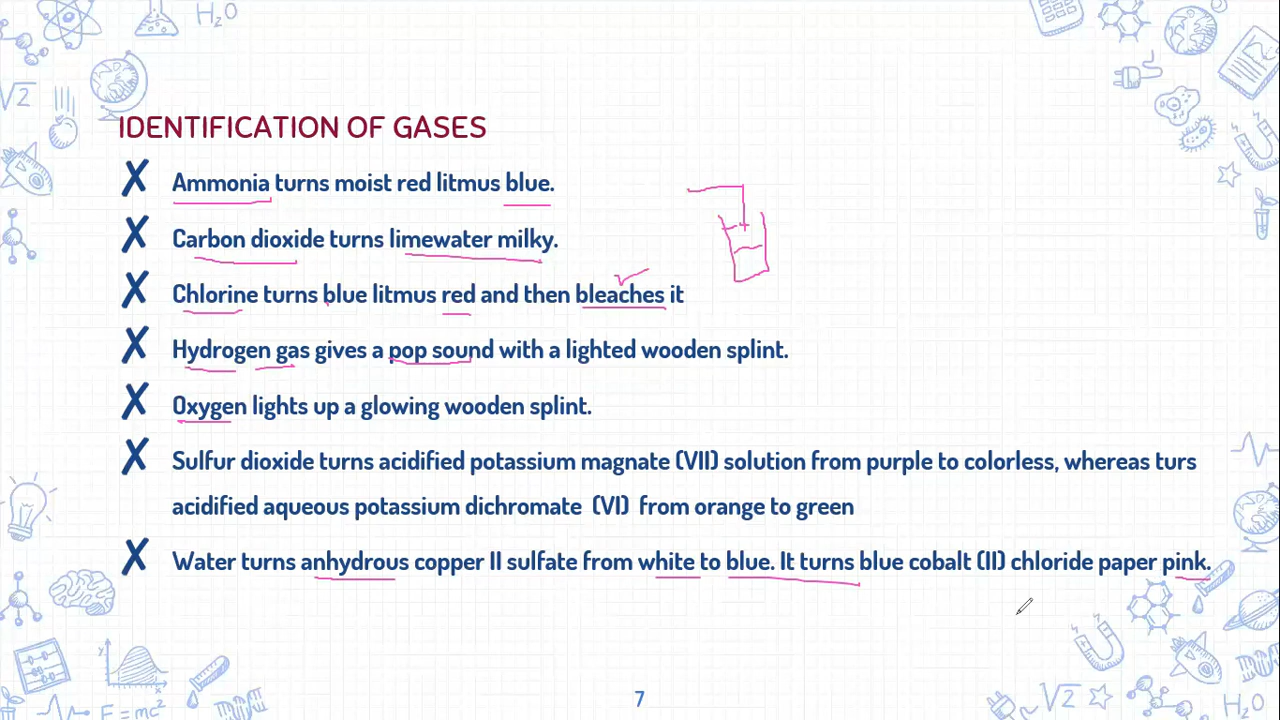 H₂O
√2
IDENTIFICATION OF GASES
✗ Ammonia turns moist red litmus blue.
✗ Carbon dioxide turns limewater milky.
✗ Chlorine turns blue litmus red and then bleaches it
✗ Hydrogen gas gives a pop sound with a lighted wooden splint.
✗ Oxygen lights up a glowing wooden splint.
✗ Sulfur dioxide turns acidified potassium magnate (VII) solution from purple to colorless, whereas turs
acidified aqueous potassium dichromate (VI) from orange to green
✗ Water turns anhydrous copper II sulfate from white to blue. It turns blue cobalt (II) chloride paper pink.
y
x
E=mc²
7
√2
H₂O